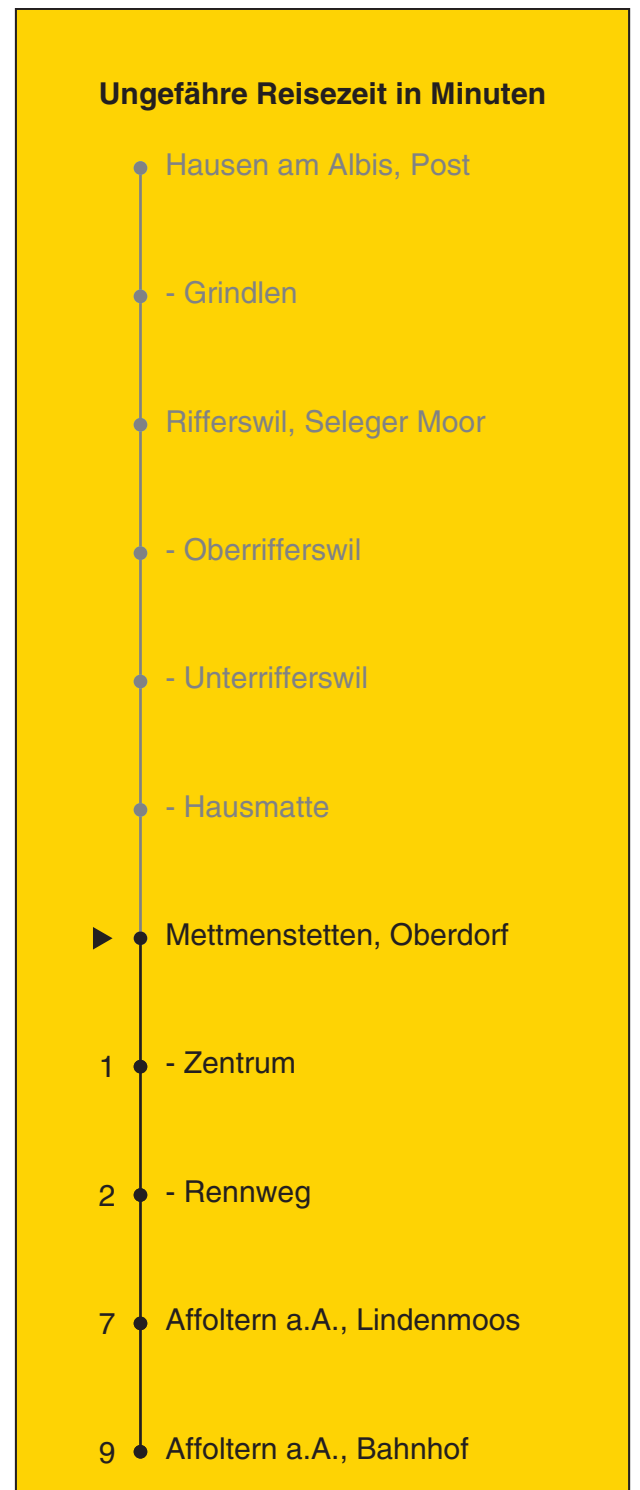 Ungefähre Reisezeit in Minuten
Hausen am Albis, Post
- Grindlen
Rifferswil, Seleger Moor
- Oberrifferswil
- Unterrifferswil
- Hausmatte
Mettmenstetten, Oberdorf
1 - Zentrum
2 - Rennweg
7 Affoltern a.A., Lindenmoos
9 Affoltern a.A., Bahnhof